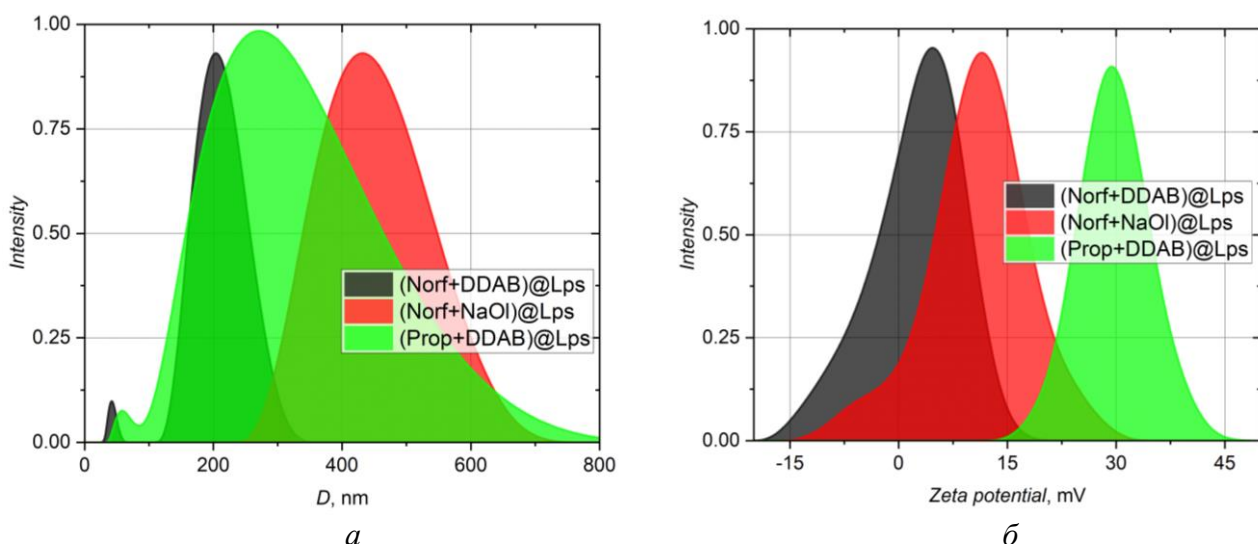 1.00
0.75
0.50
0.25
0.00
Intensity
(Norf+DDAB)@Lps
(Norf+NaOl)@Lps
(Prop+DDAB)@Lps
0
200
400
600
800
D, nm
а
1.00
0.75
0.50
0.25
0.00
Intensity
(Norf+DDAB)@Lps
(Norf+NaOl)@Lps
(Prop+DDAB)@Lps
-15
0
15
30
45
Zeta potential, mV
б